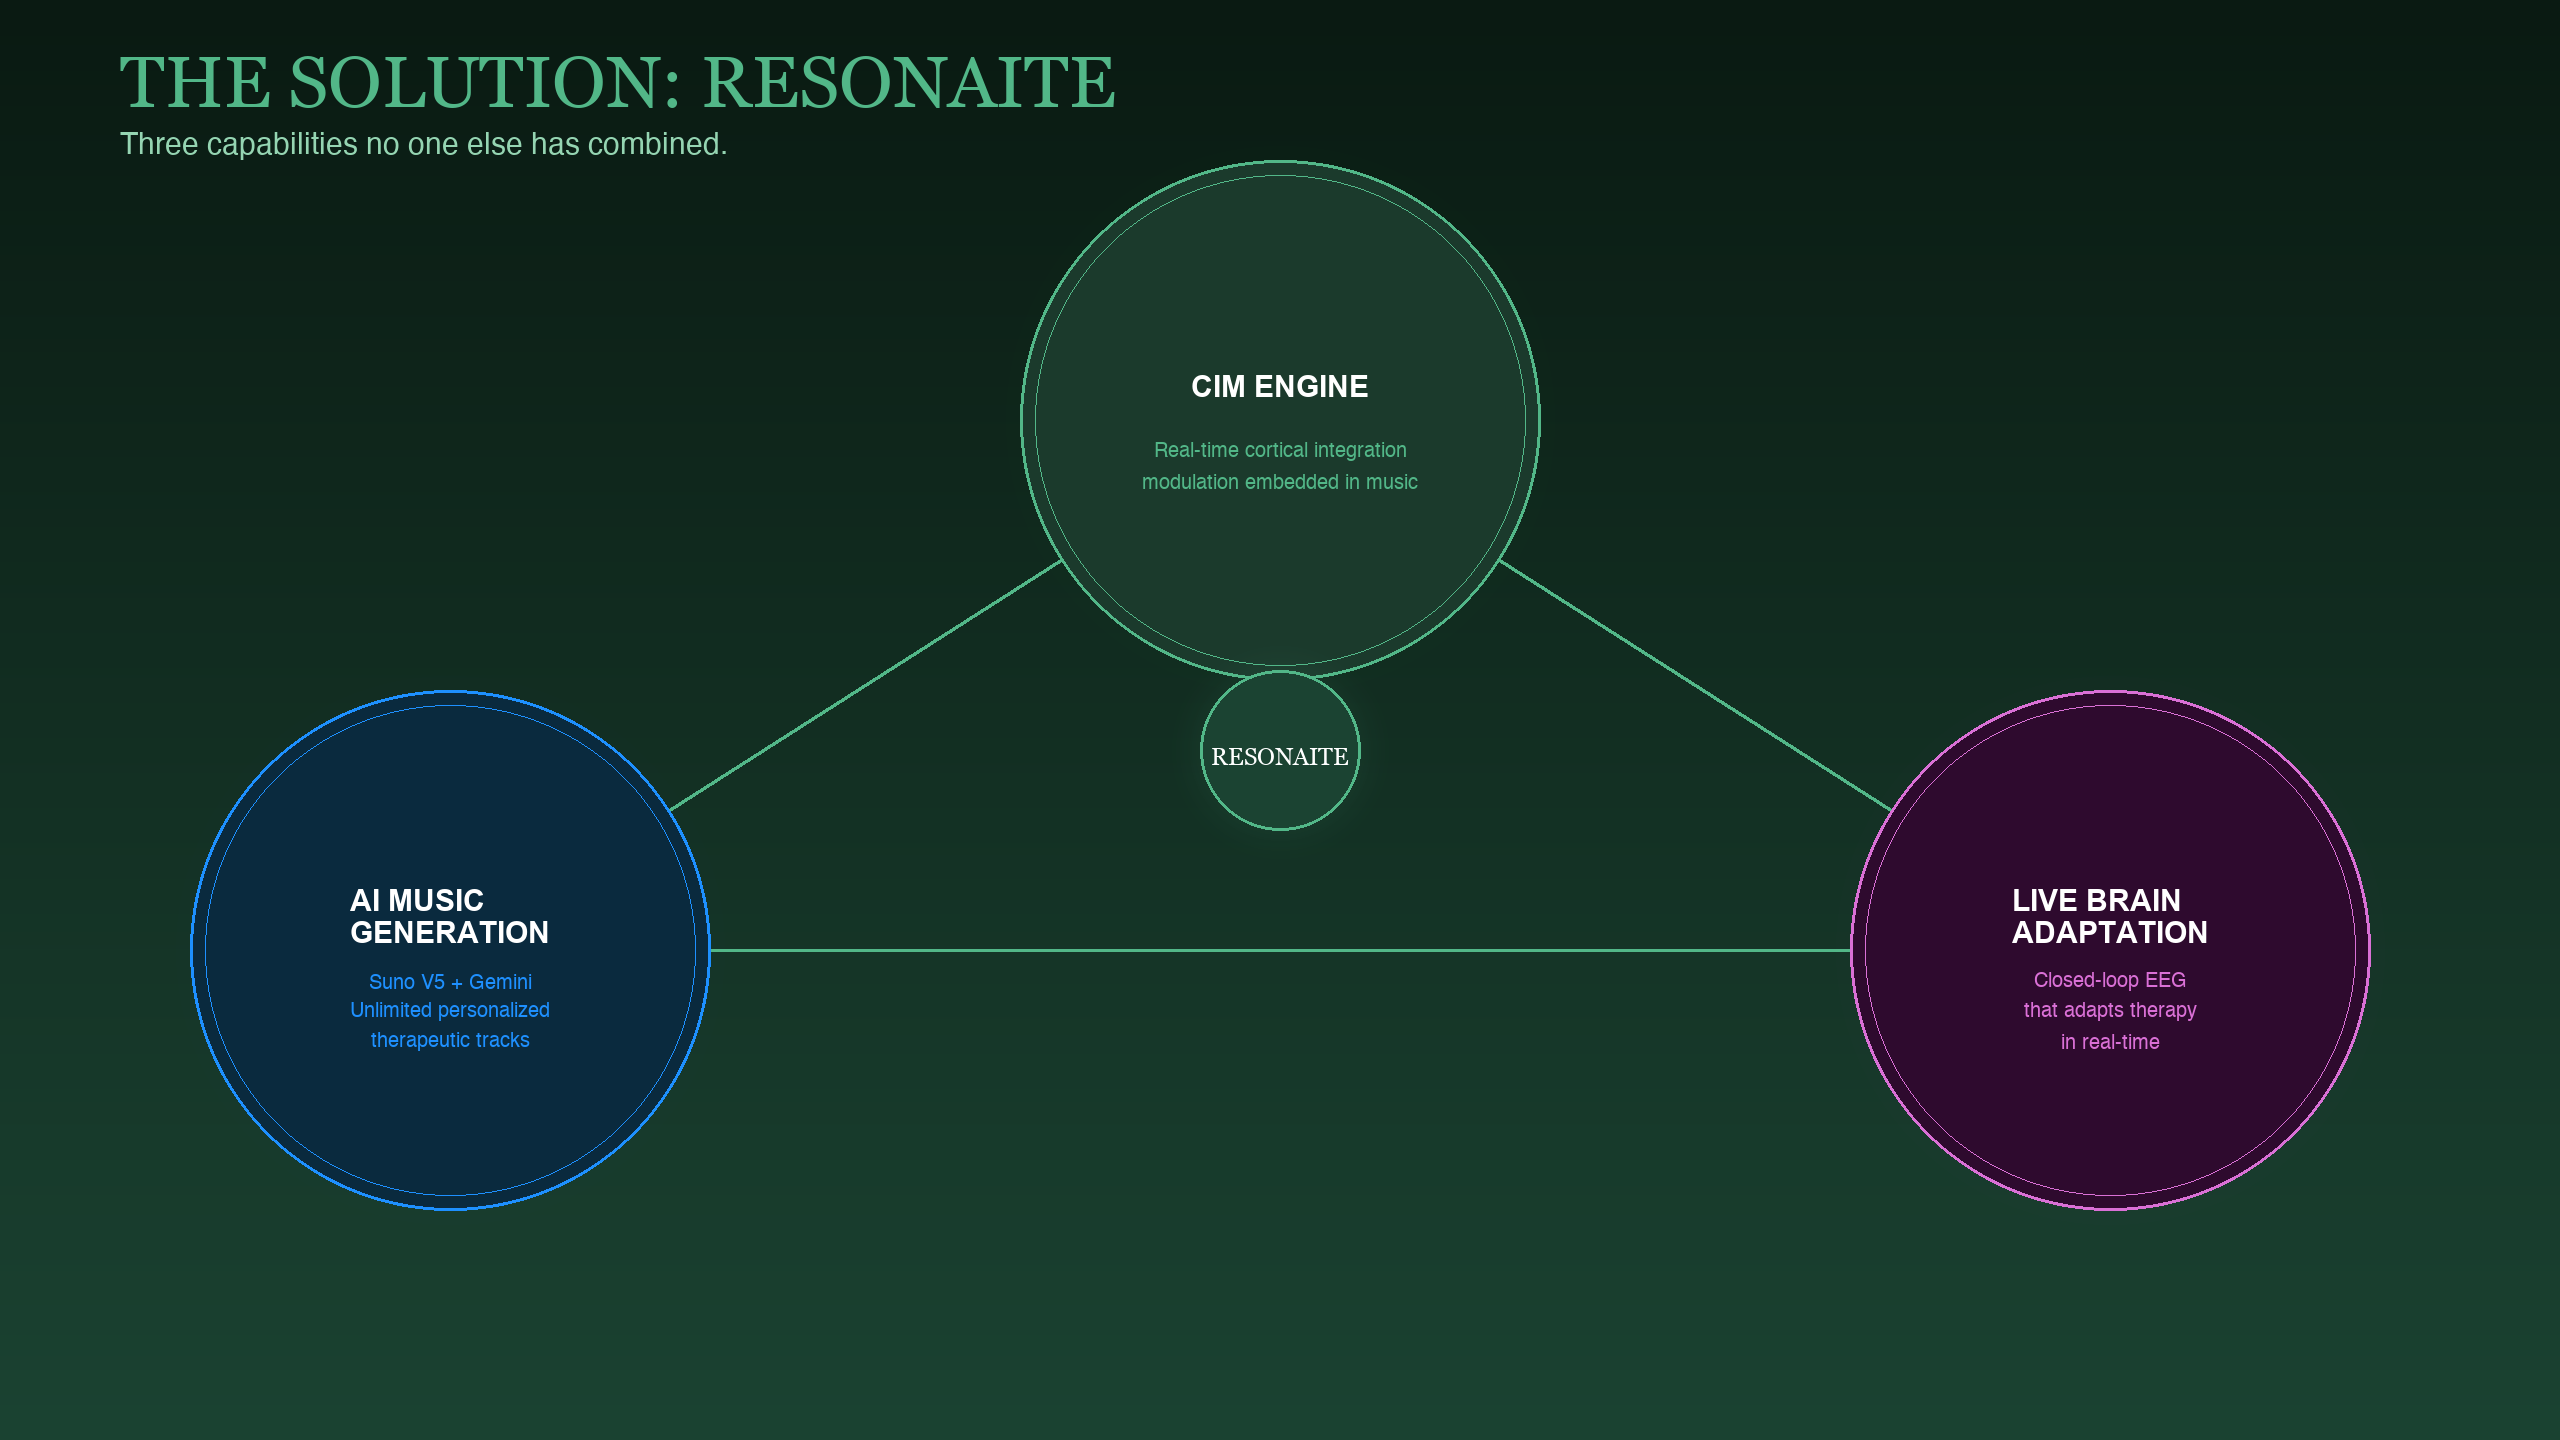 THE SOLUTION: RESONAITE
Three capabilities no one else has combined.
CIM ENGINE
Real-time cortical integration
modulation embedded in music
RESONAITE
AI MUSIC
GENERATION
Suno V5 + Gemini
Unlimited personalized
therapeutic tracks
LIVE BRAIN
ADAPTATION
Closed-loop EEG
that adapts therapy
in real-time